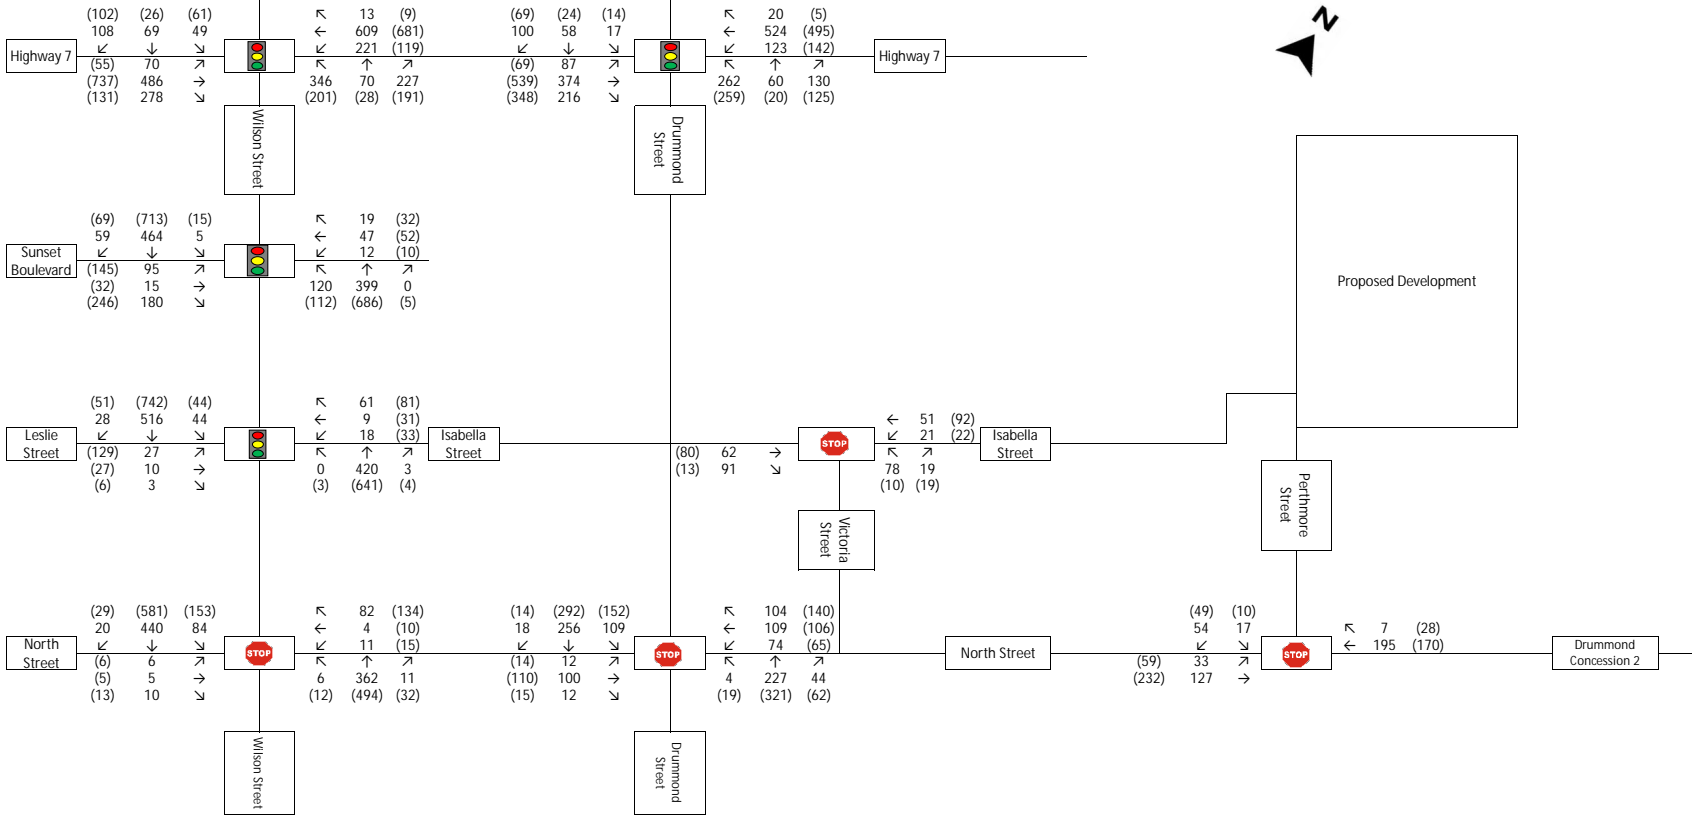 (102) (26) (61) ↖ 13 (9) (69) (24) (14) ↖ 20 (5)
108 69 49 ← 609 (681) 100 58 17 ← 524 (495)
↙ ↓ ↘ ↙ 221 (119) ↙ ↓ ↘ ↙ 123 (142)
Highway 7
Highway 7
(55) 70 ↗ ↖ ↑ ↗ (69) 87 ↗ ↖ ↑ ↗
(737) 486 → 346 70 227 (539) 374 → 262 60 130
(131) 278 ↘ (201) (28) (191) (348) 216 ↘ (259) (20) (125)
N
Wilson Street
Drummond
Street
(69) (713) (15) ↖ 19 (32)
59 464 5 ← 47 (52)
↙ ↓ ↘ ↙ 12 (10)
Sunset
Boulevard
(145) 95 ↗ ↖ ↑ ↗
(32) 15 → 120 399 0
(246) 180 ↘ (112) (686) (5)
Proposed Development
(51) (742) (44) ↖ 61 (81)
28 516 44 ← 9 (31) ← 51 (92)
↙ ↓ ↘ ↙ 18 (33) ↙ 21 (22)
Leslie
Street
Isabella
Street
STOP
Isabella
Street
(129) 27 ↗ ↖ ↑ ↗ (80) 62 → ↖ ↗
(27) 10 → 0 420 3 (13) 91 ↘ 78 19
(6) 3 ↘ (3) (641) (4) (10) (19)
Victoria
Street
Perthmore
Street
(29) (581) (153) ↖ 82 (134) (14) (292) (152) ↖ 104 (140) (49) (10)
20 440 84 ← 4 (10) 18 256 109 ← 109 (106) 54 17 ↖ 7 (28)
↙ ↓ ↘ ↙ 11 (15) ↙ ↓ ↘ ↙ 74 (65) ↙ ↘ ← 195 (170)
North
Street
STOP
STOP
North Street
STOP
Drummond
Concession 2
(6) 6 ↗ ↖ ↑ ↗ (14) 12 ↗ ↖ ↑ ↗ (59) 33 ↗
(5) 5 → 6 362 11 (110) 100 → 4 227 44 (232) 127 →
(13) 10 ↘ (12) (494) (32) (15) 12 ↘ (19) (321) (62)
Wilson Street
Drummond
Street